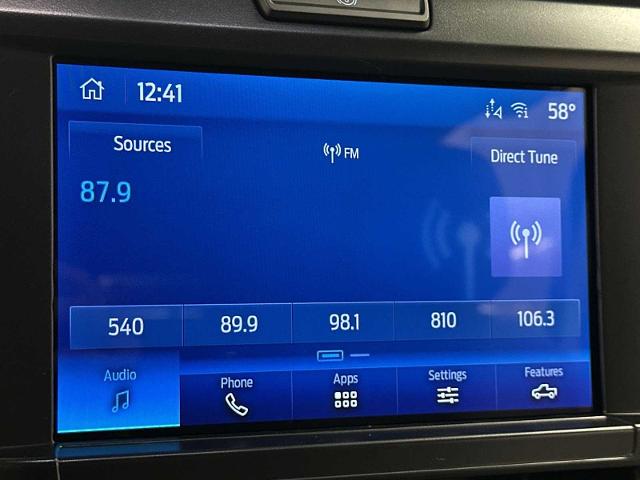 12:41
58°
Sources
FM
Direct Tune
87.9
540 89.9 98.1 810 106.3
Audio Phone Apps Settings Features